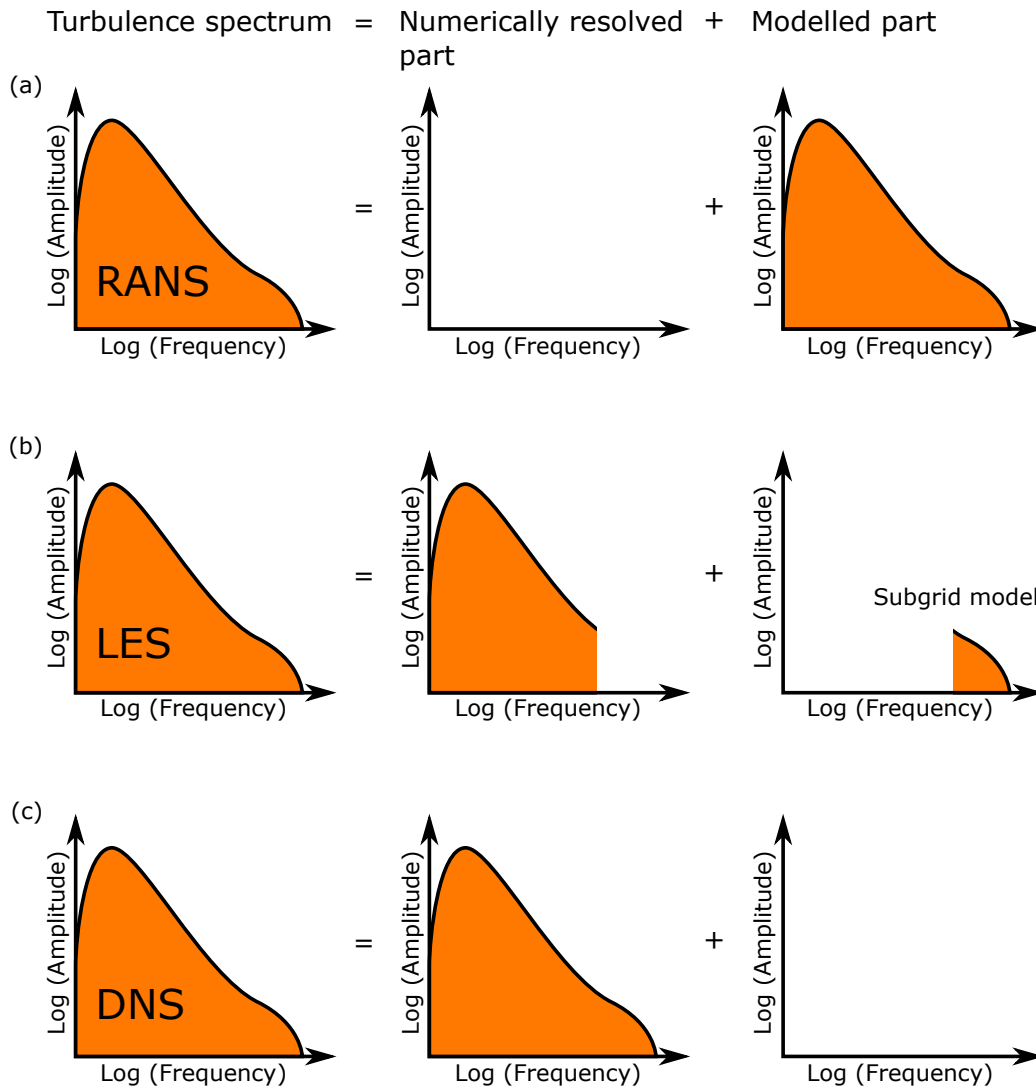 Turbulence spectrum = Numerically resolved part + Modelled part
(a)
Log (Amplitude)
RANS
Log (Frequency)
=
Log (Amplitude)
Log (Frequency)
+
Log (Amplitude)
Log (Frequency)
(b)
Log (Amplitude)
LES
Log (Frequency)
=
Log (Amplitude)
Log (Frequency)
+
Log (Amplitude)
Subgrid model
Log (Frequency)
(c)
Log (Amplitude)
DNS
Log (Frequency)
=
Log (Amplitude)
Log (Frequency)
+
Log (Amplitude)
Log (Frequency)